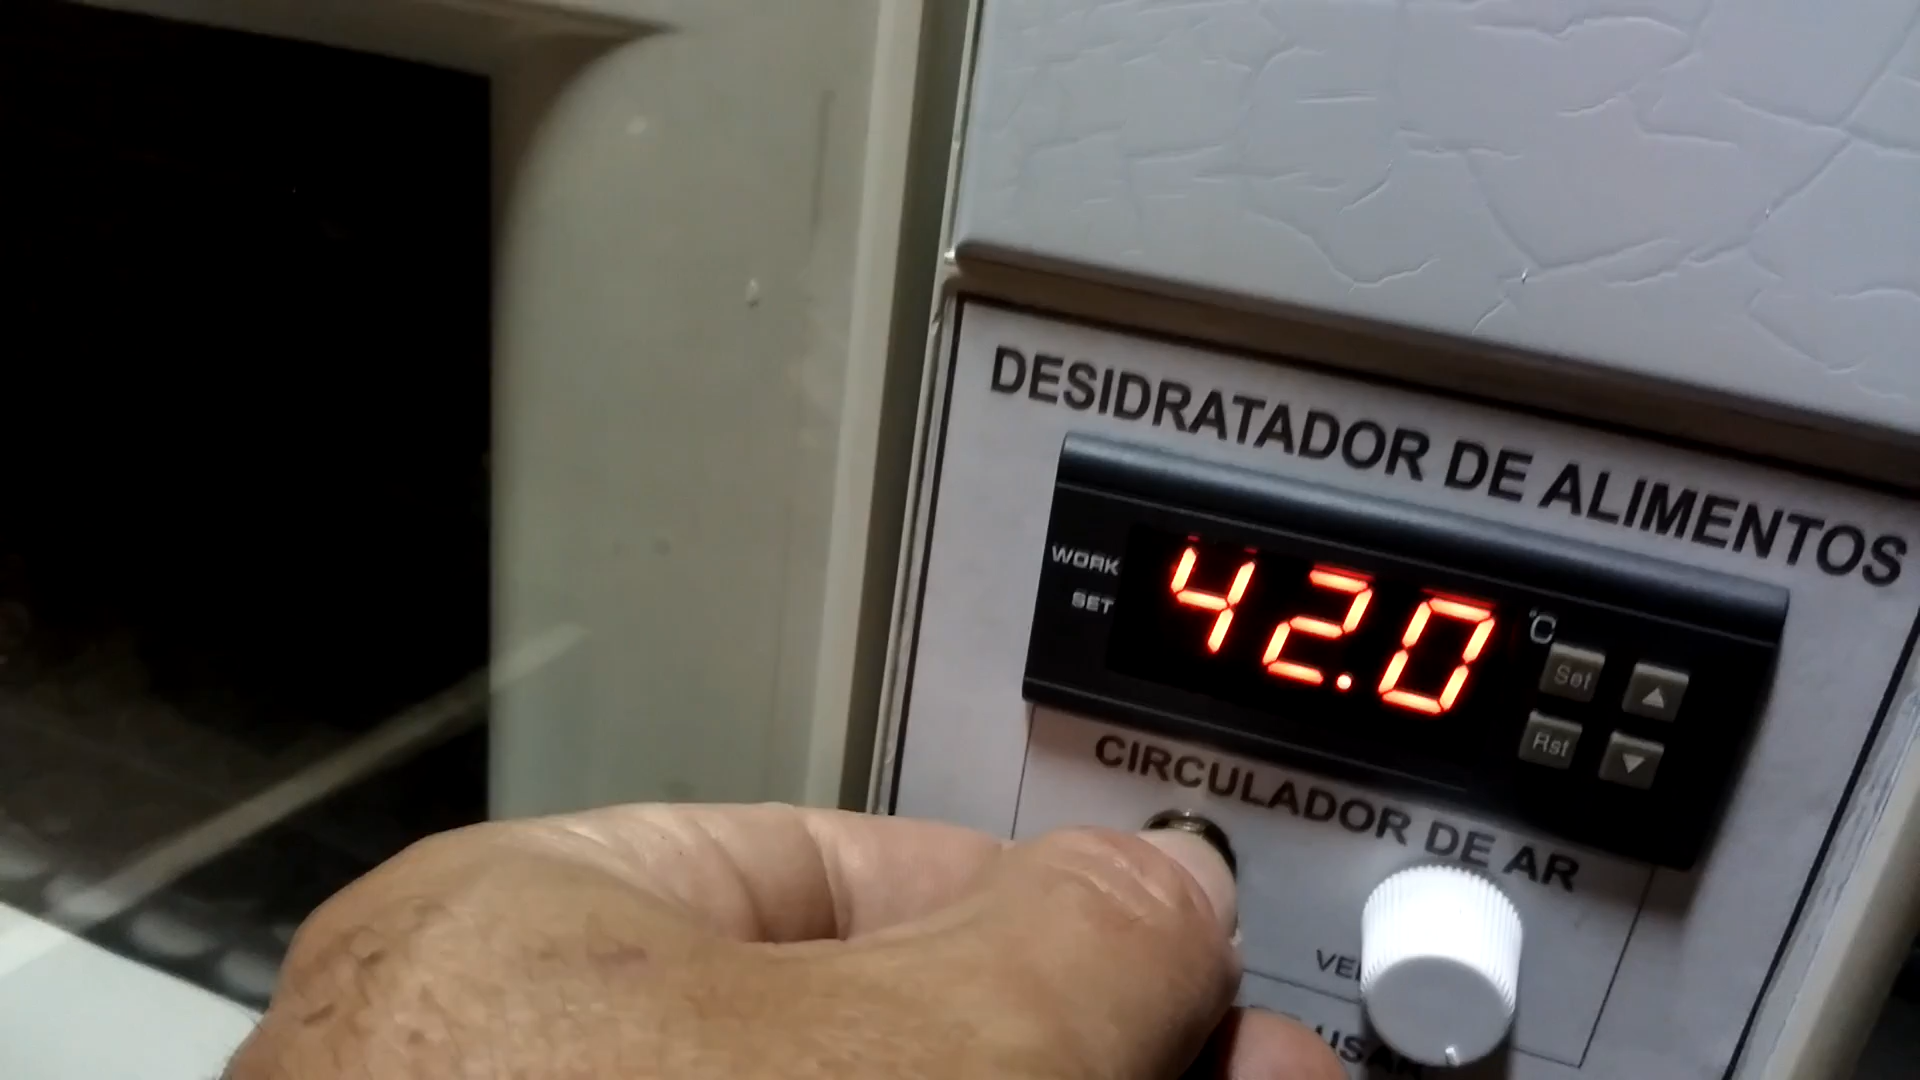 DESIDRATADOR DE ALIMENTOS
WORK
SET
42.0
°C
Set
Rst
CIRCULADOR DE AR